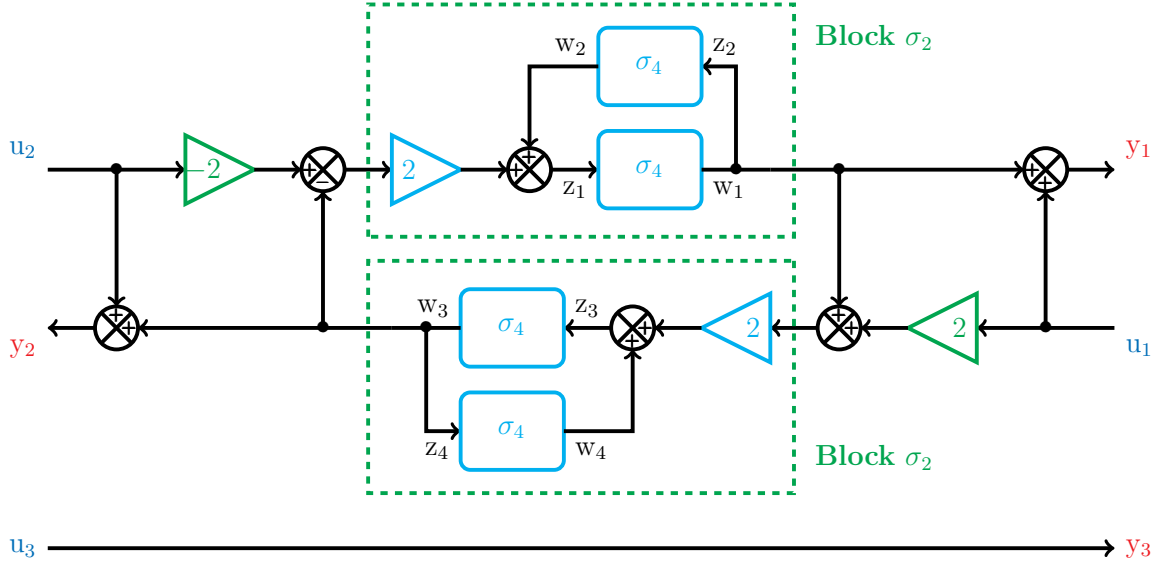 Block σ₂
w₂
σ₄
z₂
u₂
−2
+
−
2
+
+
z₁
σ₄
w₁
+
+
y₁
y₂
+
+
w₃
σ₄
z₃
+
+
2
+
+
2
u₁
z₄
σ₄
w₄
Block σ₂
u₃
y₃